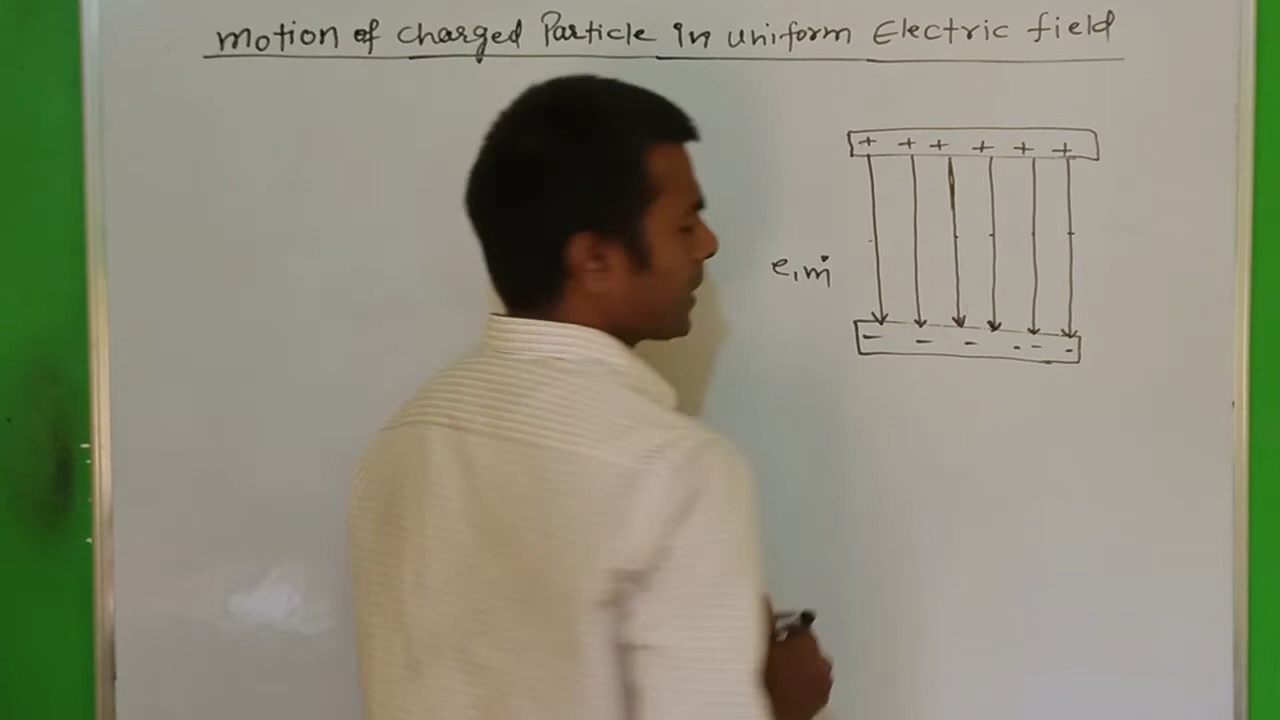 motion of charged Particle in uniform Electric field
+ + + + + +
e,m
- - - - -